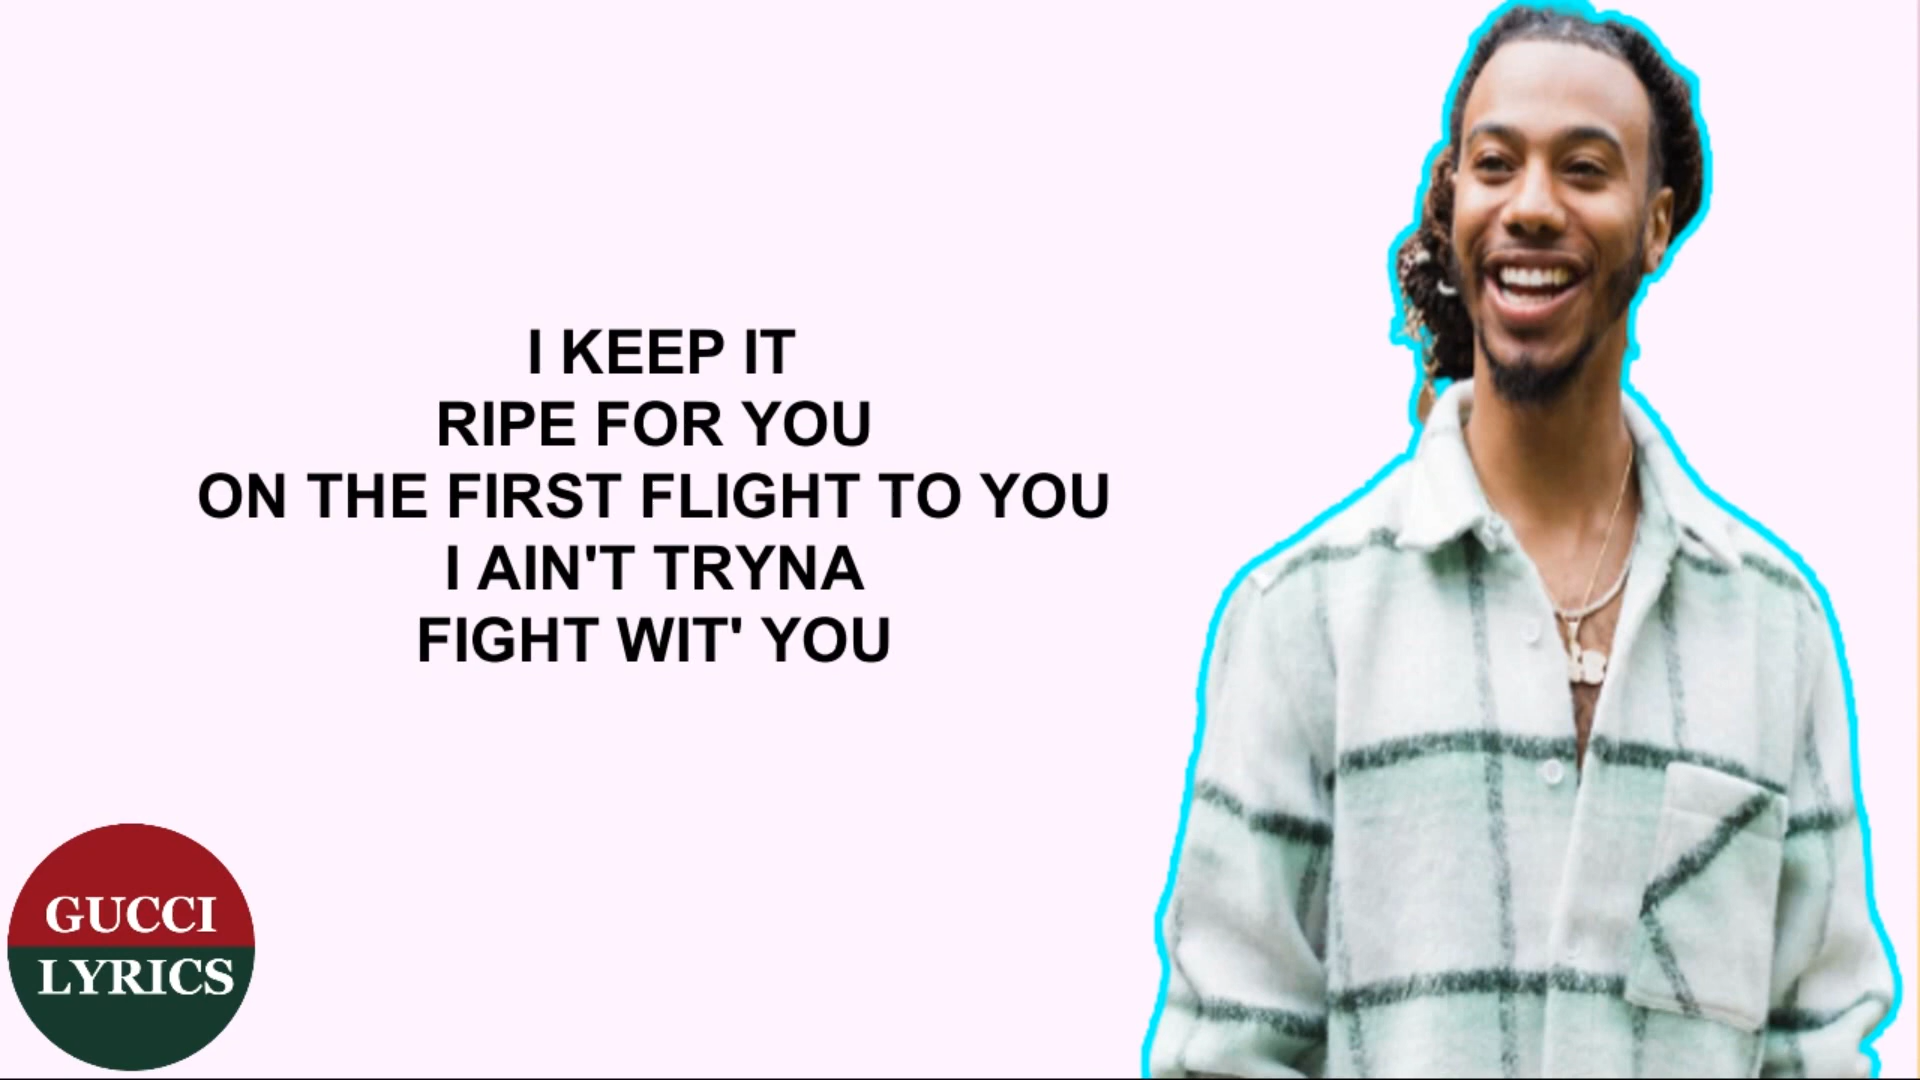 I KEEP IT
RIPE FOR YOU
ON THE FIRST FLIGHT TO YOU
I AIN'T TRYNA
FIGHT WIT' YOU
GUCCI
LYRICS